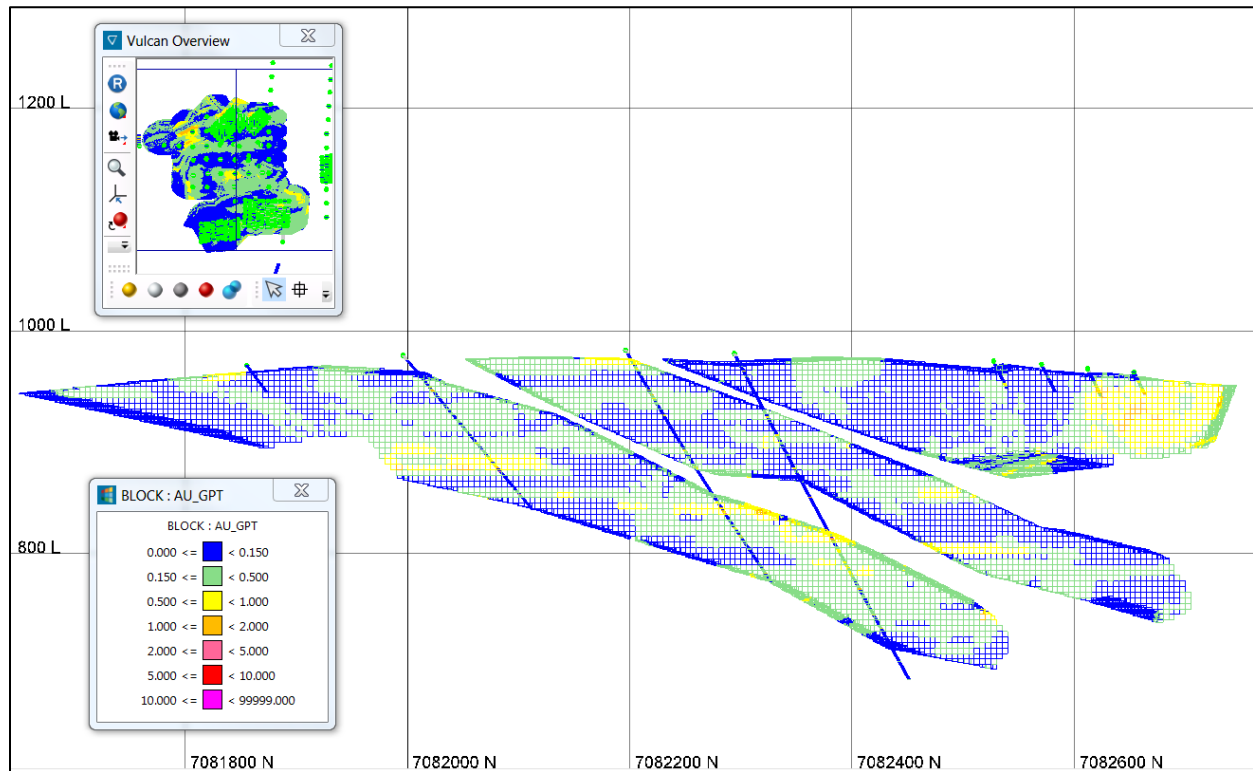 Vulcan Overview
R
1200 L
1000 L
800 L
BLOCK : AU_GPT
BLOCK : AU_GPT
0.000 <= < 0.150
0.150 <= < 0.500
0.500 <= < 1.000
1.000 <= < 2.000
2.000 <= < 5.000
5.000 <= < 10.000
10.000 <= < 99999.000
7081800 N 7082000 N 7082200 N 7082400 N 7082600 N